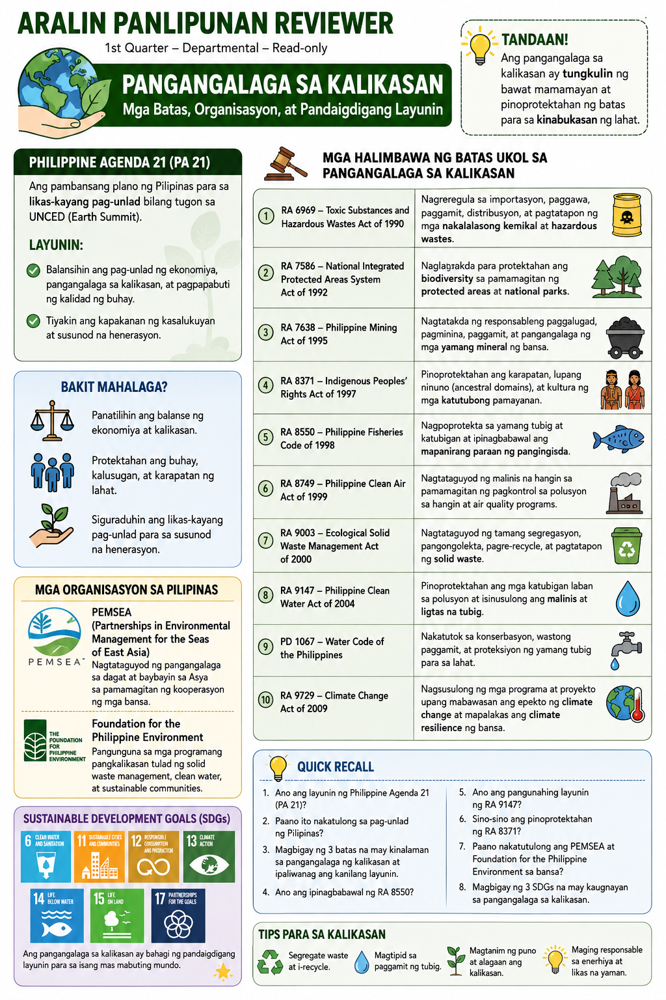 ARALIN PANLIPUNAN REVIEWER
1st Quarter – Departmental – Read-only
PANGANGALAGA SA KALIKASAN
Mga Batas, Organisasyon, at Pandaigdigang Layunin
TANDAAN!
Ang pangangalaga sa
kalikasan ay tungkulin ng
bawat mamamayan at
pinoprotektahan ng batas
para sa kinabukasan ng lahat.
PHILIPPINE AGENDA 21 (PA 21)
Ang pambansang plano ng Pilipinas para sa
likas-kayang pag-unlad bilang tugon sa
UNCED (Earth Summit).
LAYUNIN:
Balansihin ang pag-unlad ng ekonomiya,
pangangalaga sa kalikasan, at pagpapabuti
ng kalidad ng buhay.
Tiyakin ang kapakanan ng kasalukuyan
at susunod na henerasyon.
BAKIT MAHALAGA?
Panatilihin ang balanse ng
ekonomiya at kalikasan.
Protektahan ang buhay,
kalusugan, at karapatan ng
lahat.
Siguraduhin ang likas-kayang
pag-unlad para sa susunod
na henerasyon.
MGA ORGANISASYON SA PILIPINAS
PEMSEA
PEMSEA
(Partnerships in Environmental
Management for the Seas
of East Asia)
Nagtataguyod ng pangangalaga
sa dagat at baybayin sa Asya
sa pamamagitan ng kooperasyon
ng mga bansa.
THE
FOUNDATION
FOR
PHILIPPINE
ENVIRONMENT
Foundation for the
Philippine Environment
Pangunguna sa mga programang
pangkalikasan tulad ng solid
waste management, clean water,
at sustainable communities.
SUSTAINABLE DEVELOPMENT GOALS (SDGs)
6 CLEAN WATER
AND SANITATION
11 SUSTAINABLE CITIES
AND COMMUNITIES
12 RESPONSIBLE
CONSUMPTION
AND PRODUCTION
13 CLIMATE
ACTION
14 LIFE
BELOW WATER
15 LIFE
ON LAND
17 PARTNERSHIPS
FOR THE GOALS
Ang pangangalaga sa kalikasan ay bahagi ng pandaigdigang
layunin para sa isang mas mabuting mundo.
MGA HALIMBAWA NG BATAS UKOL SA
PANGANGALAGA SA KALIKASAN
1 RA 6969 – Toxic Substances and
Hazardous Wastes Act of 1990
Nagreregula sa importasyon, paggawa,
paggamit, distribusyon, at pagtatapon ng
mga nakalalasong kemikal at hazardous
wastes.
2 RA 7586 – National Integrated
Protected Areas System
Act of 1992
para protektahan ang
biodiversity sa pamamagitan ng
protected areas at national parks.
3 RA 7638 – Philippine Mining
Act of 1995
Nagtatakda ng responsableng paggalugad,
pagminina, paggamit, at pangangalaga ng
mga yamang mineral ng bansa.
4 RA 8371 – Indigenous Peoples'
Rights Act of 1997
Pinoprotektahan ang karapatan, lupang
ninuno (ancestral domains), at kultura ng
mga katutubong pamayanan.
5 RA 8550 – Philippine Fisheries
Code of 1998
Nagpoprotekta sa yamang tubig at
katubigan at ipinagbabawal ang
mapanirang paraan ng pangingisda.
6 RA 8749 – Philippine Clean Air
Act of 1999
Nagtataguyod ng malinis na hangin sa
pamamagitan ng pagkontrol sa polusyon
sa hangin at air quality programs.
7 RA 9003 – Ecological Solid
Waste Management Act
of 2000
Nagtataguyod ng tamang segregasyon,
pangongolekta, pagre-recycle, at pagtatapon
ng solid waste.
8 RA 9147 – Philippine Clean
Water Act of 2004
Pinoprotektahan ang mga katubigan laban
sa polusyon at isinusulong ang malinis at
ligtas na tubig.
9 PD 1067 – Water Code of
the Philippines
Nakatutok sa konserbasyon, wastong
paggamit, at proteksiyon ng yamang tubig
para sa lahat.
10 RA 9729 – Climate Change
Act of 2009
Nagsusulong ng mga programa at proyekto
upang mabawasan ang epekto ng climate
change at mapalakas ang climate
resilience ng bansa.
QUICK RECALL
1. Ano ang layunin ng Philippine Agenda 21
(PA 21)?
2. Paano ito nakatulong sa pag-unlad
ng Pilipinas?
3. Magbigay ng 3 batas na may kinalaman
sa pangangalaga ng kalikasan at
ipaliwanag ang kanilang layunin.
4. Ano ang ipinagbabawal ng RA 8550?
5. Ano ang pangunahing layunin
ng RA 9147?
6. Sino-sino ang pinoprotektahan
ng RA 8371?
7. Paano nakatutulong ang PEMSEA at
Foundation for the Philippine
Environment sa bansa?
8. Magbigay ng 3 SDGs na may kaugnayan
sa pangangalaga sa kalikasan.
TIPS PARA SA KALIKASAN
Segregate waste
at i-recycle.
Magtipid sa
paggamit ng tubig.
Magtanim ng puno
at alagaan ang
kalikasan.
Maging responsable
sa enerhiya at
likas na yaman.